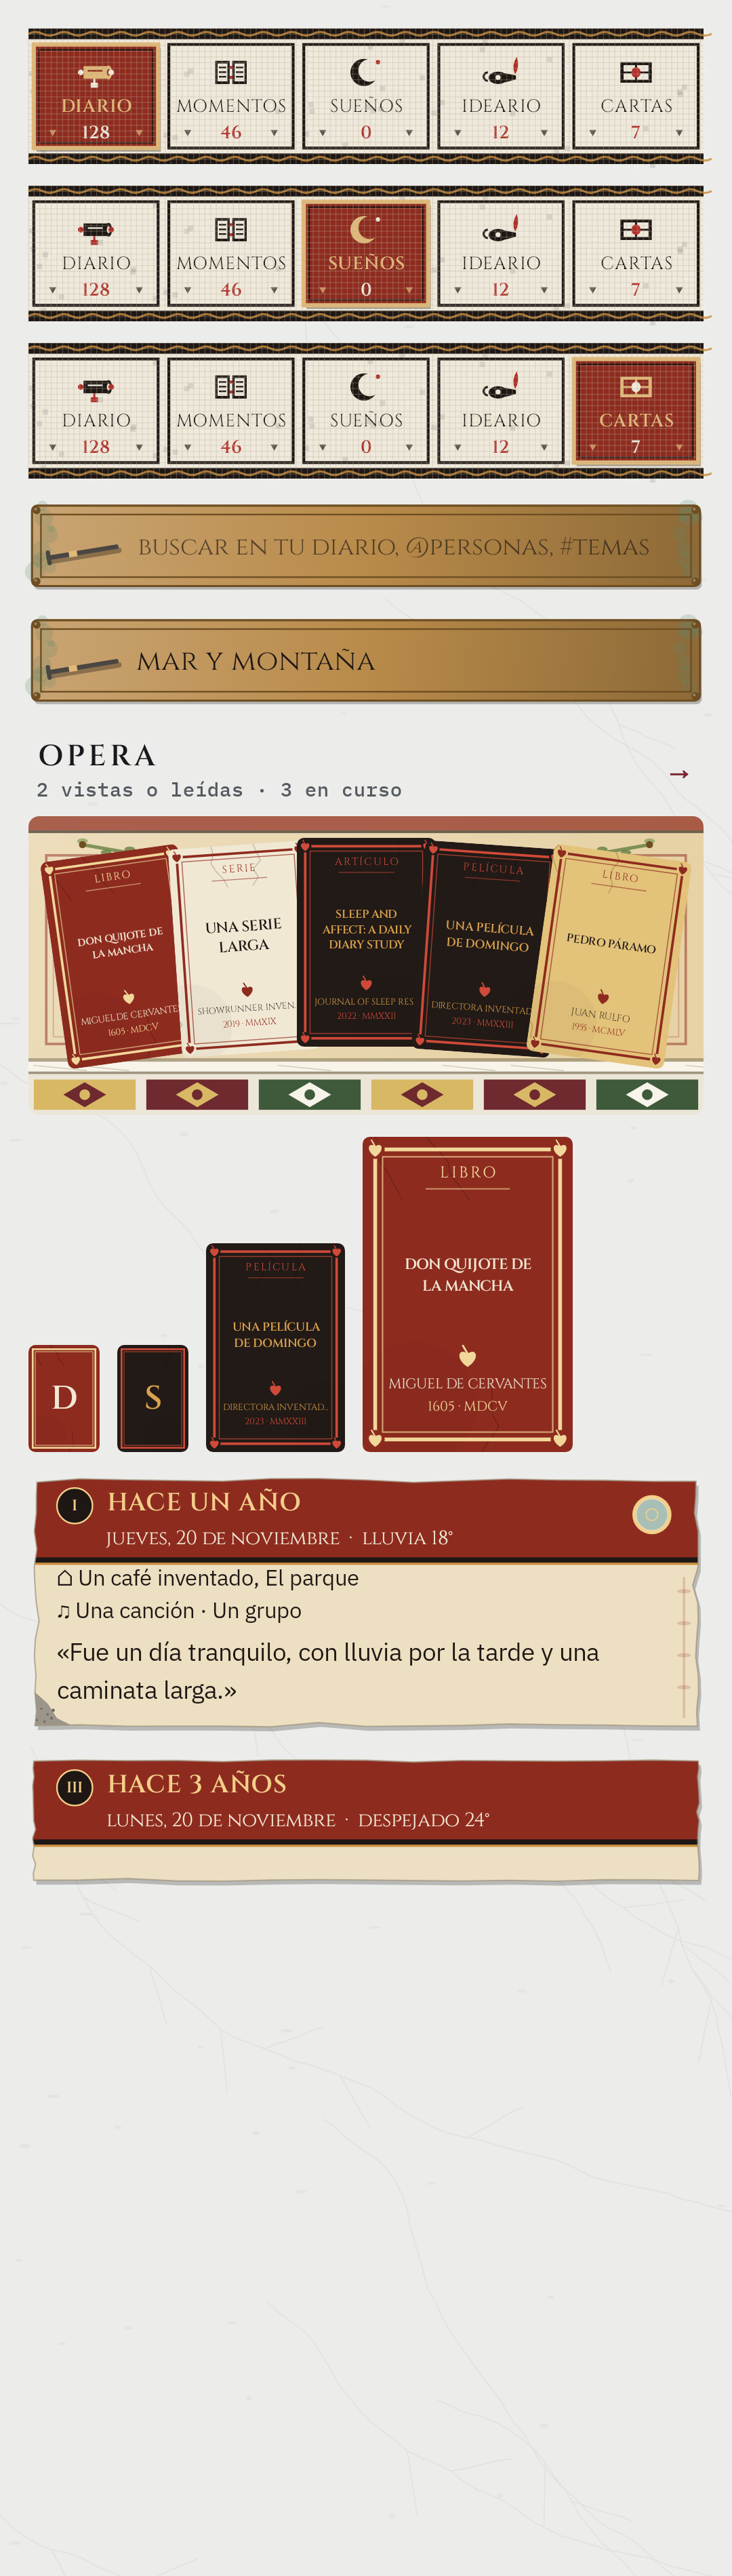 DIARIO
128
MOMENTOS
46
SUEÑOS
0
IDEARIO
12
CARTAS
7
DIARIO
128
MOMENTOS
46
SUEÑOS
0
IDEARIO
12
CARTAS
7
DIARIO
128
MOMENTOS
46
SUEÑOS
0
IDEARIO
12
CARTAS
7
BUSCAR EN TU DIARIO, @PERSONAS, #TEMAS
MAR Y MONTAÑA
OPERA
→
2 vistas o leídas · 3 en curso
LIBRO
DON QUIJOTE DE
LA MANCHA
MIGUEL DE CERVANTES
1605 · MDCV
SERIE
UNA SERIE
LARGA
SHOWRUNNER INVEN
2019 · MMXIX
ARTÍCULO
SLEEP AND
AFFECT: A DAILY
DIARY STUDY
JOURNAL OF SLEEP RES
2022 · MMXXII
PELÍCULA
UNA PELÍCULA
DE DOMINGO
DIRECTORA INVENTAD
2023 · MMXXIII
LIBRO
PEDRO PÁRAMO
JUAN RULFO
1955 · MCMLV
D
S
PELÍCULA
UNA PELÍCULA
DE DOMINGO
DIRECTORA INVENTAD...
2023 · MMXXIII
LIBRO
DON QUIJOTE DE
LA MANCHA
MIGUEL DE CERVANTES
1605 · MDCV
I HACE UN AÑO
JUEVES, 20 DE NOVIEMBRE · LLUVIA 18°
⌂ Un café inventado, El parque
♫ Una canción · Un grupo
«Fue un día tranquilo, con lluvia por la tarde y una
caminata larga.»
III HACE 3 AÑOS
LUNES, 20 DE NOVIEMBRE · DESPEJADO 24°